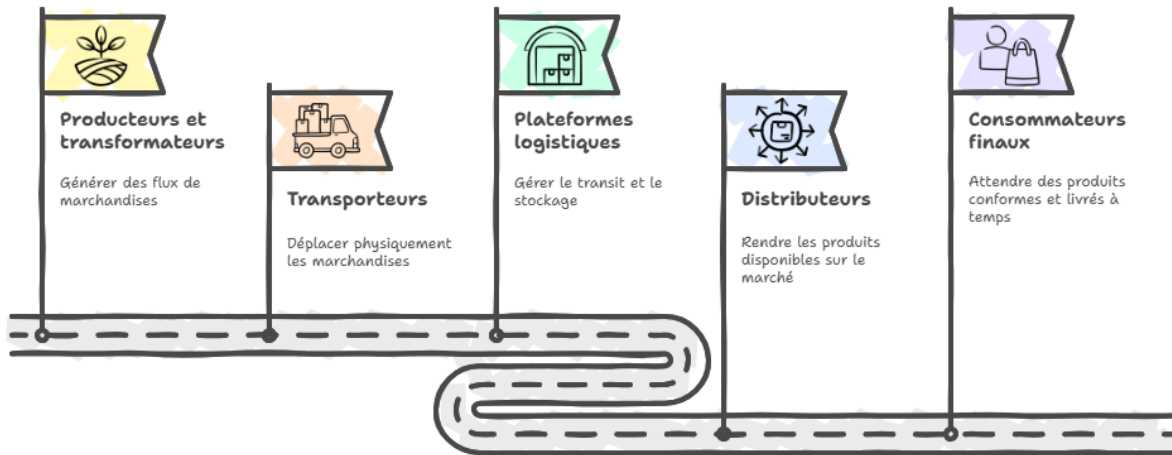 Producteurs et
transformateurs
Générer des flux de
marchandises
Transporteurs
Déplacer physiquement
les marchandises
Plateformes
logistiques
Gérer le transit et le
stockage
Distributeurs
Rendre les produits
disponibles sur le
marché
Consommateurs
finaux
Attendre des produits
conformes et livrés à
temps